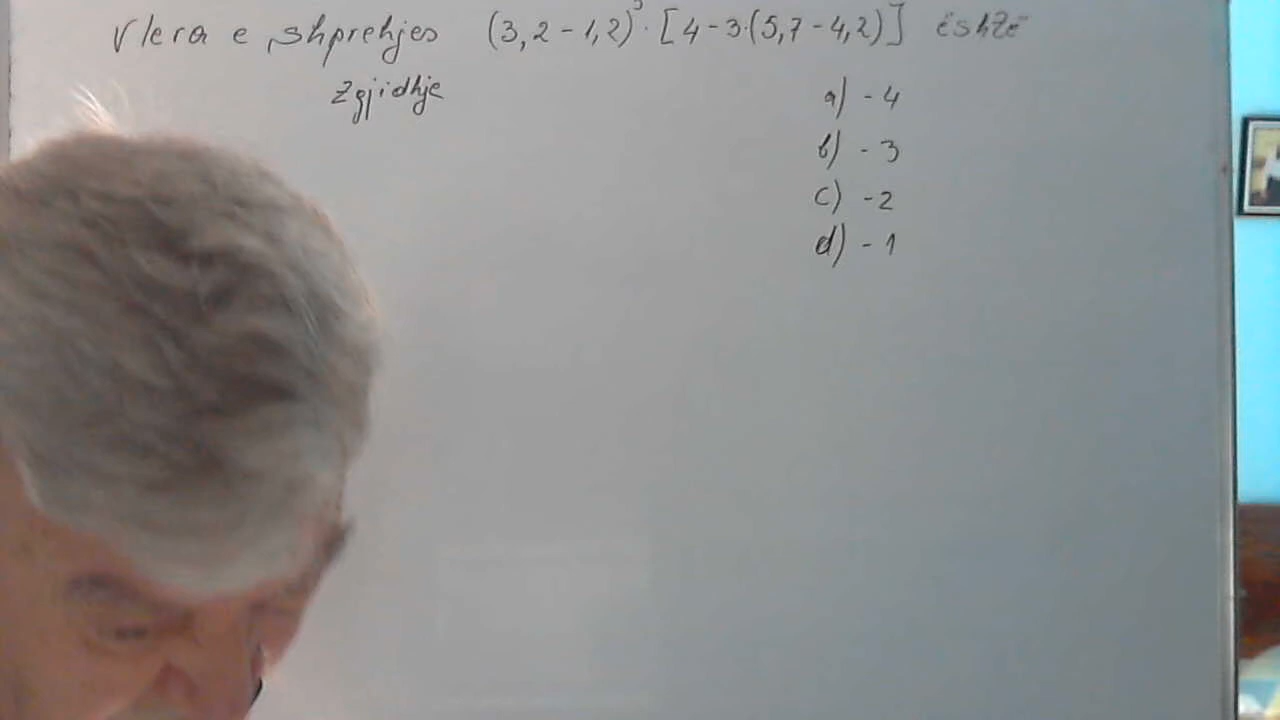 Vlera e shprehjes (3,2 - 1,2)³ · [4 - 3·(5,7 - 4,2)] është
Zgjidhje
a) - 4
b) - 3
c) - 2
d) - 1